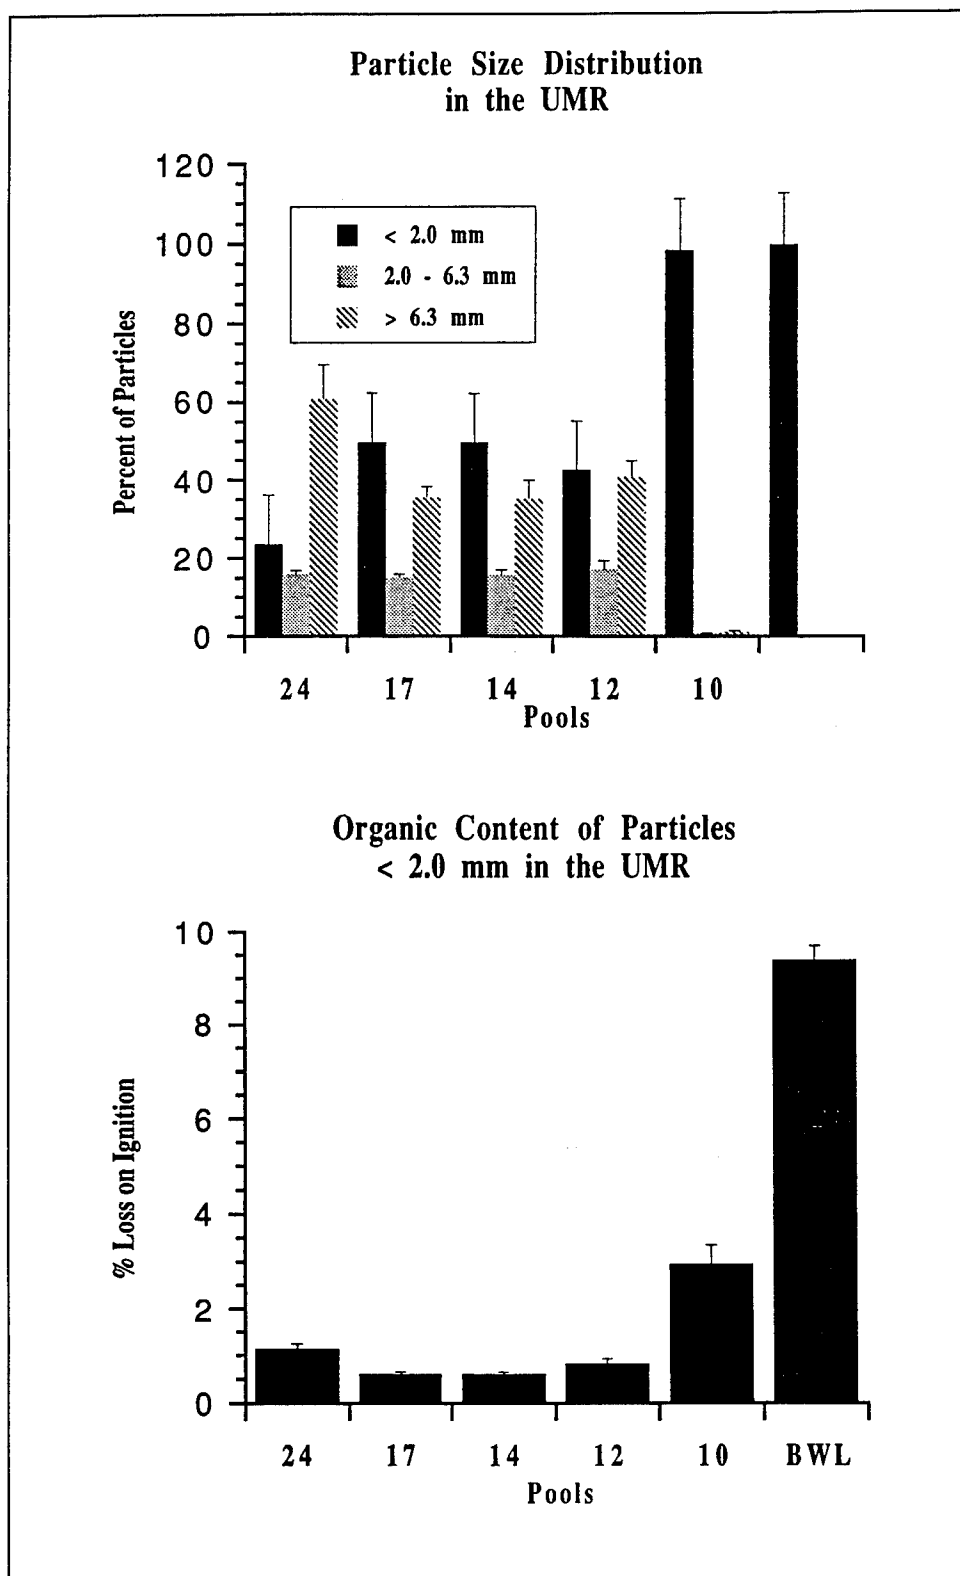 Particle Size Distribution
in the UMR
120
100
80
60
40
20
0
Percent of Particles
< 2.0 mm
2.0 - 6.3 mm
> 6.3 mm
24 17 14 12 10
Pools
Organic Content of Particles
< 2.0 mm in the UMR
10
8
6
4
2
0
% Loss on Ignition
24 17 14 12 10 BWL
Pools